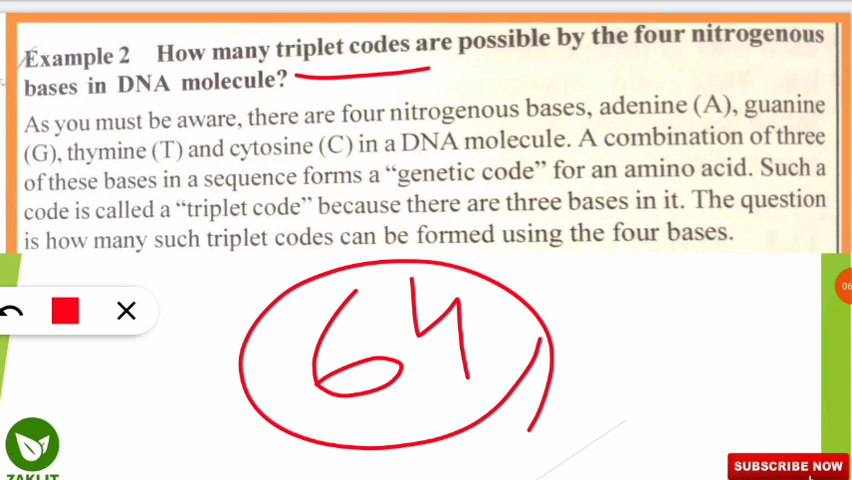 Example 2 How many triplet codes are possible by the four nitrogenous
bases in DNA molecule?
As you must be aware, there are four nitrogenous bases, adenine (A), guanine
(G), thymine (T) and cytosine (C) in a DNA molecule. A combination of three
of these bases in a sequence forms a “genetic code” for an amino acid. Such a
code is called a “triplet code” because there are three bases in it. The question
is how many such triplet codes can be formed using the four bases.
06
64
ZAKLIT
SUBSCRIBE NOW